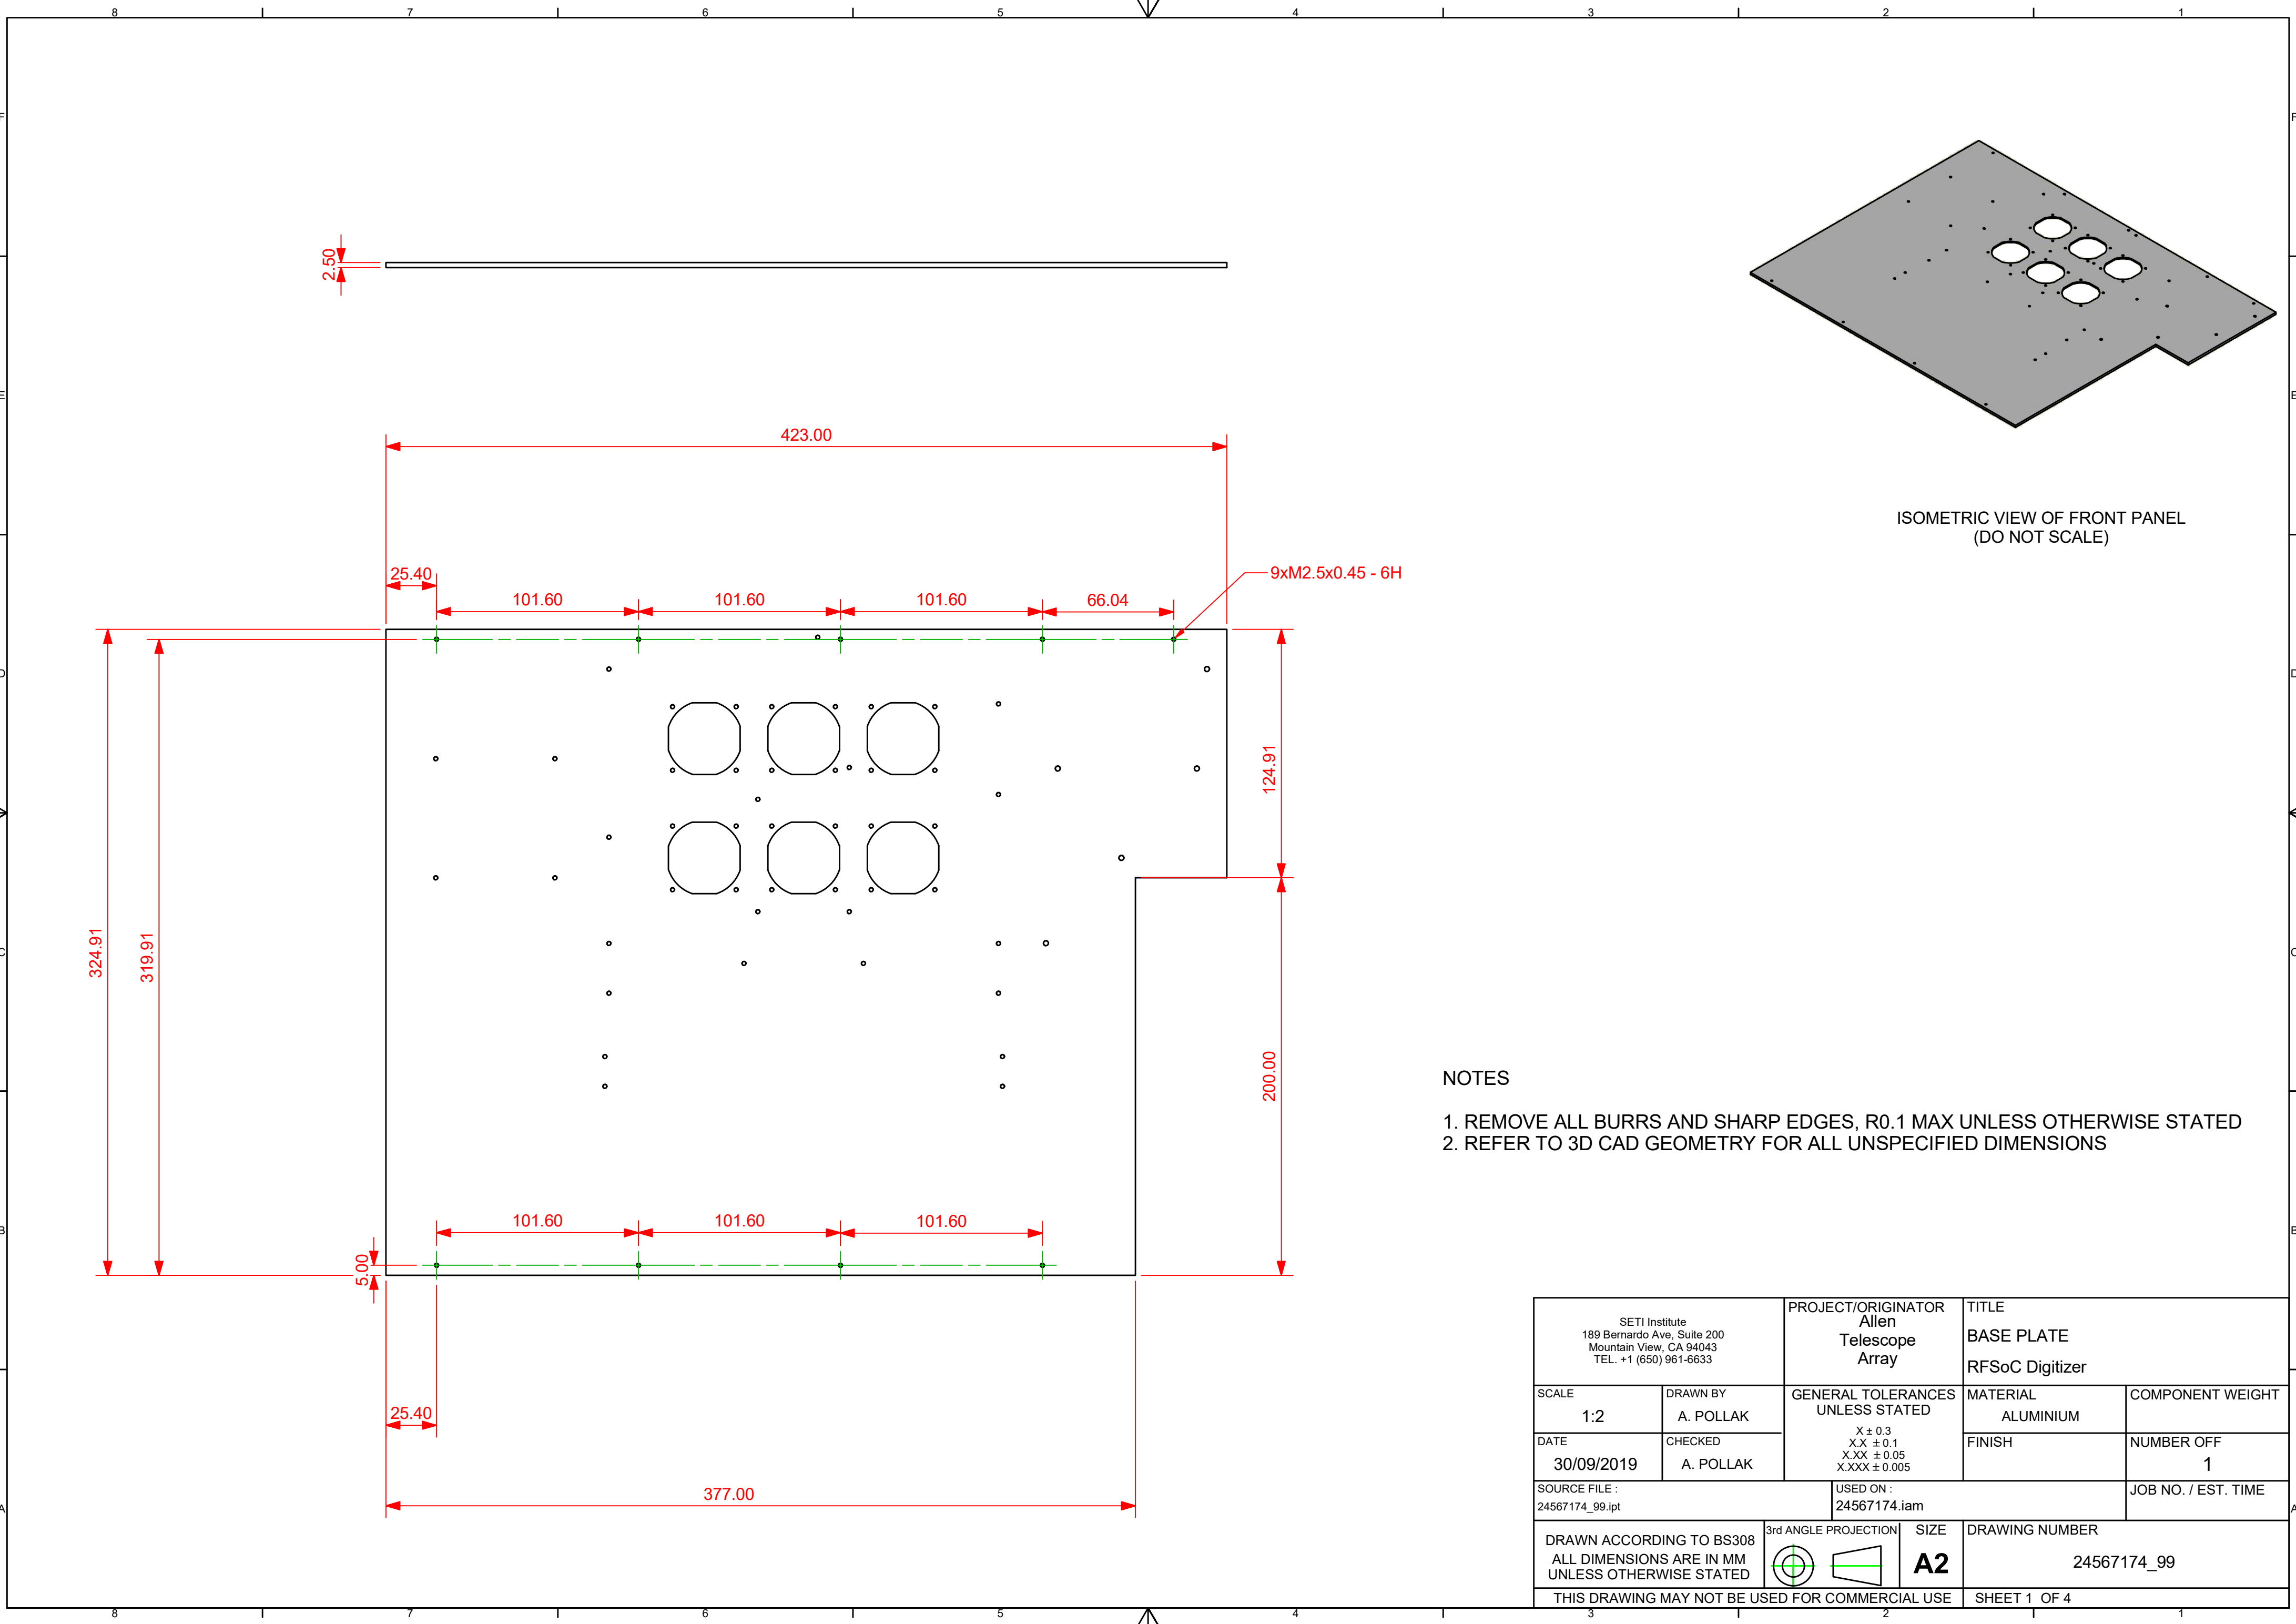 8 7 6 5 4 3 2 1
F
F
2.50
E
E
ISOMETRIC VIEW OF FRONT PANEL
(DO NOT SCALE)
423.00
25.40
101.60 101.60 101.60 66.04
9xM2.5x0.45 - 6H
D
D
124.91
324.91
319.91
C
C
200.00
NOTES
1. REMOVE ALL BURRS AND SHARP EDGES, R0.1 MAX UNLESS OTHERWISE STATED
2. REFER TO 3D CAD GEOMETRY FOR ALL UNSPECIFIED DIMENSIONS
B
B
101.60 101.60 101.60
5.00
25.40
377.00
A
A
SETI Institute
189 Bernardo Ave, Suite 200
Mountain View, CA 94043
TEL. +1 (650) 961-6633
PROJECT/ORIGINATOR
Allen
Telescope
Array
TITLE
BASE PLATE
RFSoC Digitizer
SCALE
1:2
DRAWN BY
A. POLLAK
GENERAL TOLERANCES
UNLESS STATED
X ± 0.3
X.X ± 0.1
X.XX ± 0.05
X.XXX ± 0.005
MATERIAL
ALUMINIUM
COMPONENT WEIGHT
DATE
30/09/2019
CHECKED
A. POLLAK
FINISH
NUMBER OFF
1
SOURCE FILE :
24567174_99.ipt
USED ON :
24567174.iam
JOB NO. / EST. TIME
DRAWN ACCORDING TO BS308
ALL DIMENSIONS ARE IN MM
UNLESS OTHERWISE STATED
3rd ANGLE PROJECTION
SIZE
A2
DRAWING NUMBER
24567174_99
THIS DRAWING MAY NOT BE USED FOR COMMERCIAL USE
SHEET 1 OF 4
8 7 6 5 4 3 2 1